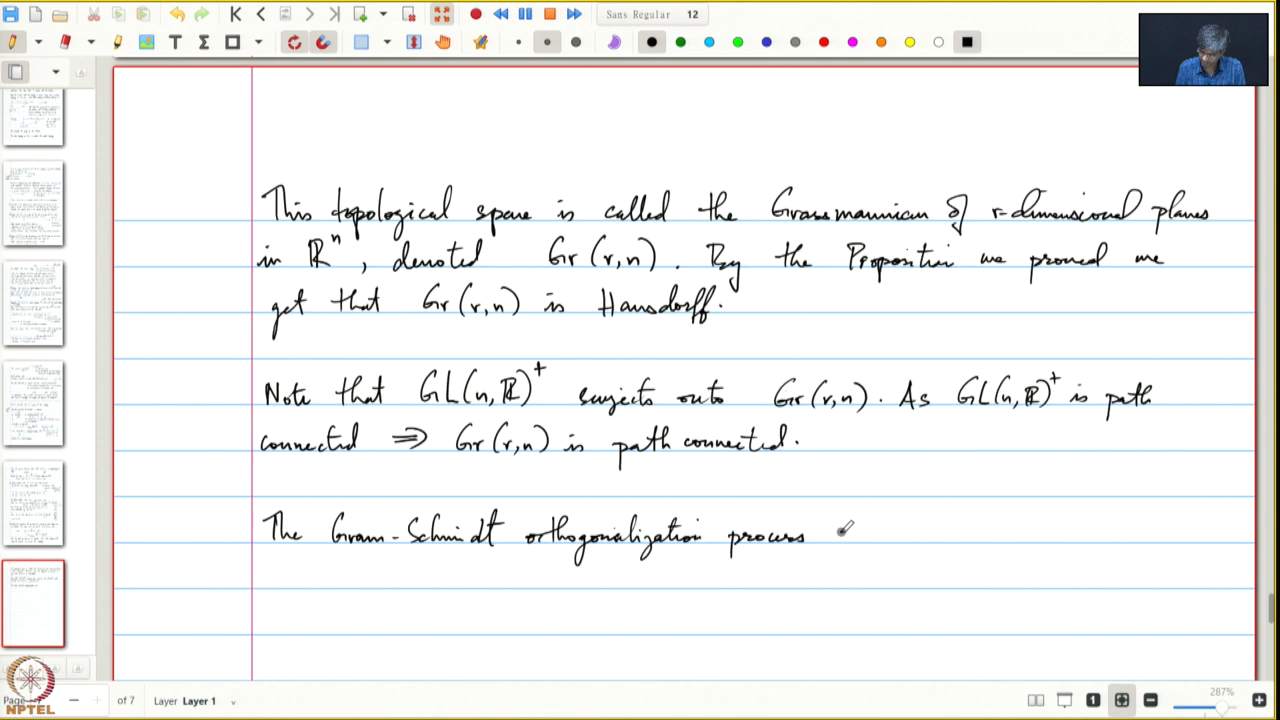 Sans Regular 12
This topological space is called the Grassmannian of r-dimensional planes
in ℝⁿ, denoted Gr(r,n). By the Proposition we proved we
get that Gr(r,n) is Hausdorff.
Note that GL(n,ℝ)⁺ surjects onto Gr(r,n). As GL(n,ℝ)⁺ is path
connected ⇒ Gr(r,n) is path connected.
The Gram-Schmidt orthogonalization process
NPTEL
Page
of 7
Layer Layer 1
287%